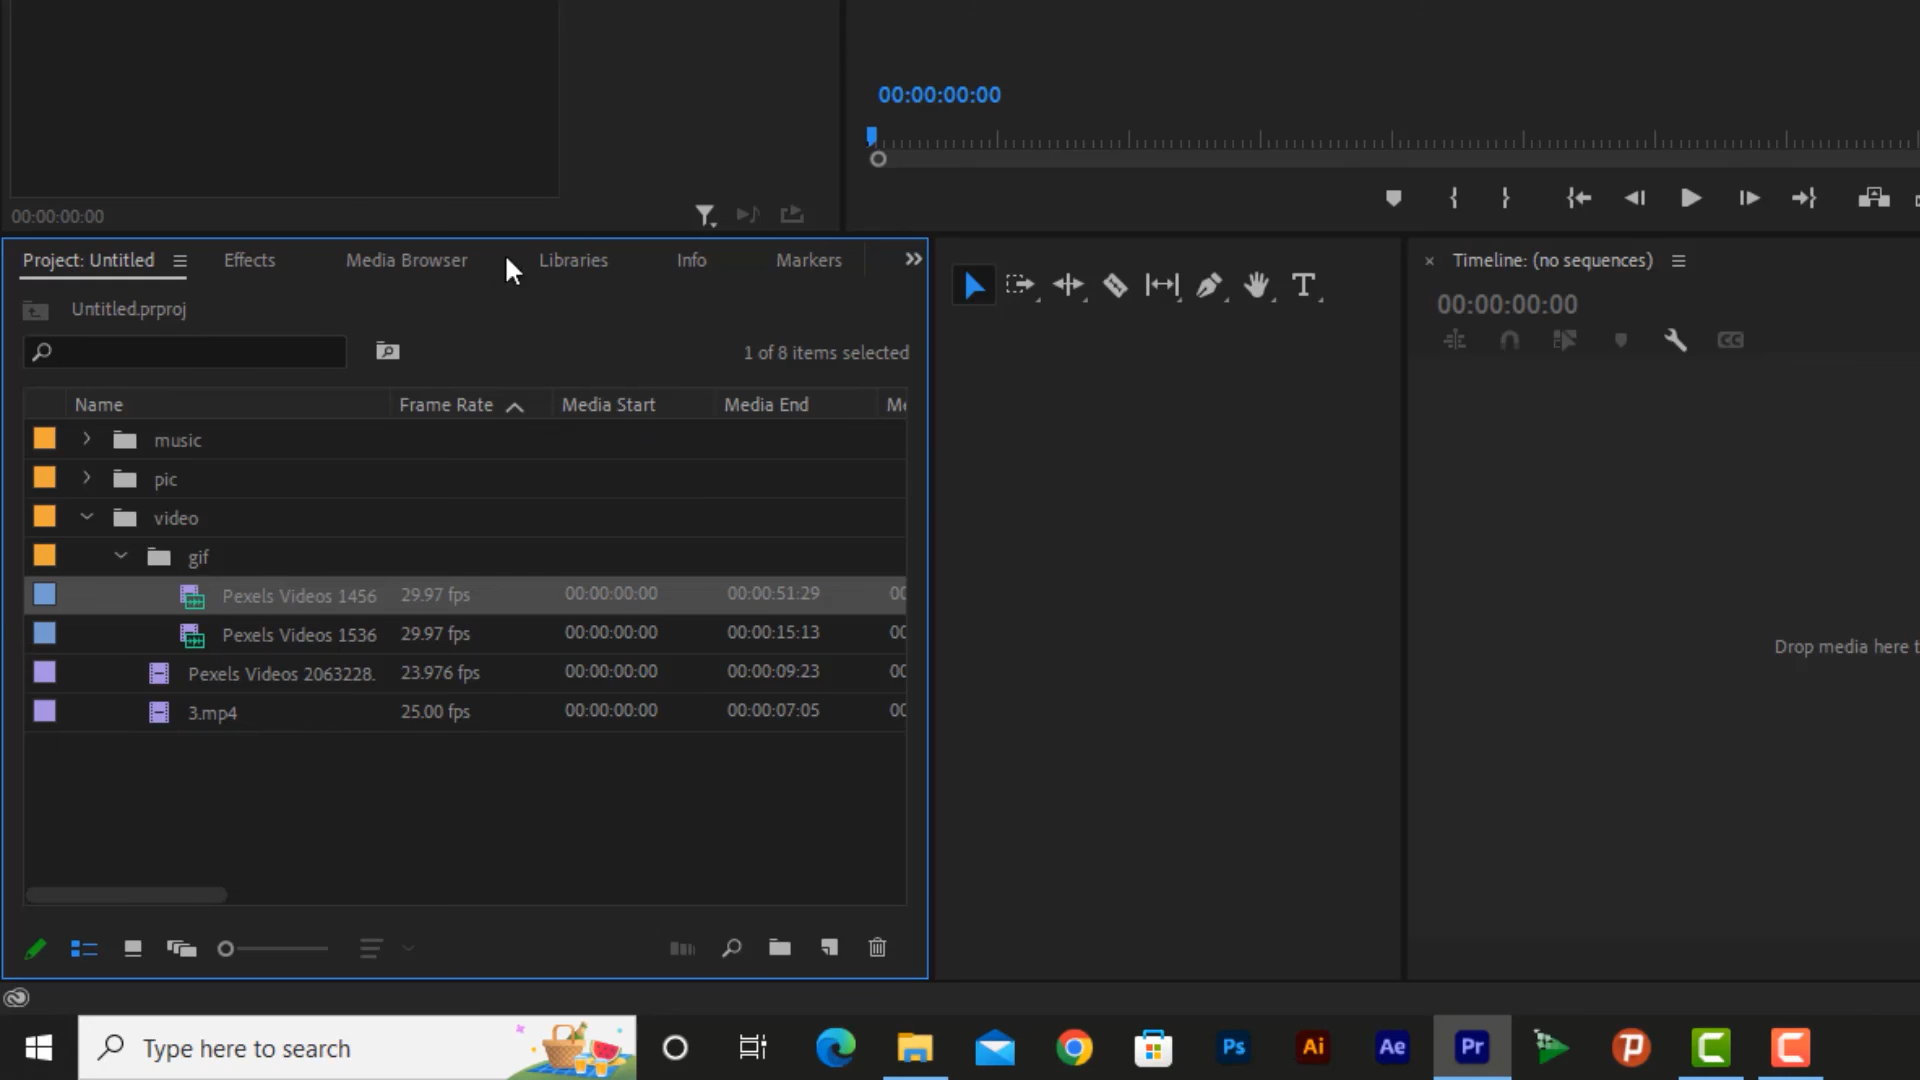 00:00:00:00
00:00:00:00
Project: Untitled
Effects
Media Browser
Libraries
Info
Markers
Timeline: (no sequences)
00:00:00:00
CC
Untitled.prproj
1 of 8 items selected
Name Frame Rate Media Start Media End
music
pic
video
gif
Pexels Videos 1456 29.97 fps 00:00:00:00 00:00:51:29 00
Pexels Videos 1536 29.97 fps 00:00:00:00 00:00:15:13 00
Pexels Videos 2063228. 23.976 fps 00:00:00:00 00:00:09:23 00
3.mp4 25.00 fps 00:00:00:00 00:00:07:05 00
Drop media here t
Type here to search
Ps
Ai
Ae
Pr